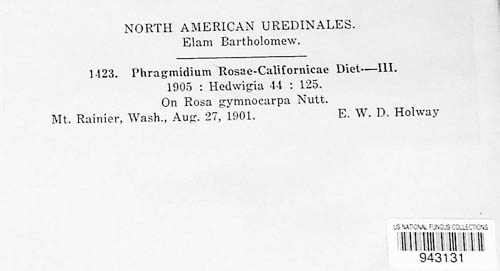 NORTH AMERICAN UREDINALES.
Elam Bartholomew.
1423. Phragmidium Rosae-Californicae Diet-—III.
1905 : Hedwigia 44 : 125.
On Rosa gymnocarpa Nutt.
Mt. Rainier, Wash., Aug. 27, 1901. E. W. D. Holway
US NATIONAL FUNGUS COLLECTIONS
943131